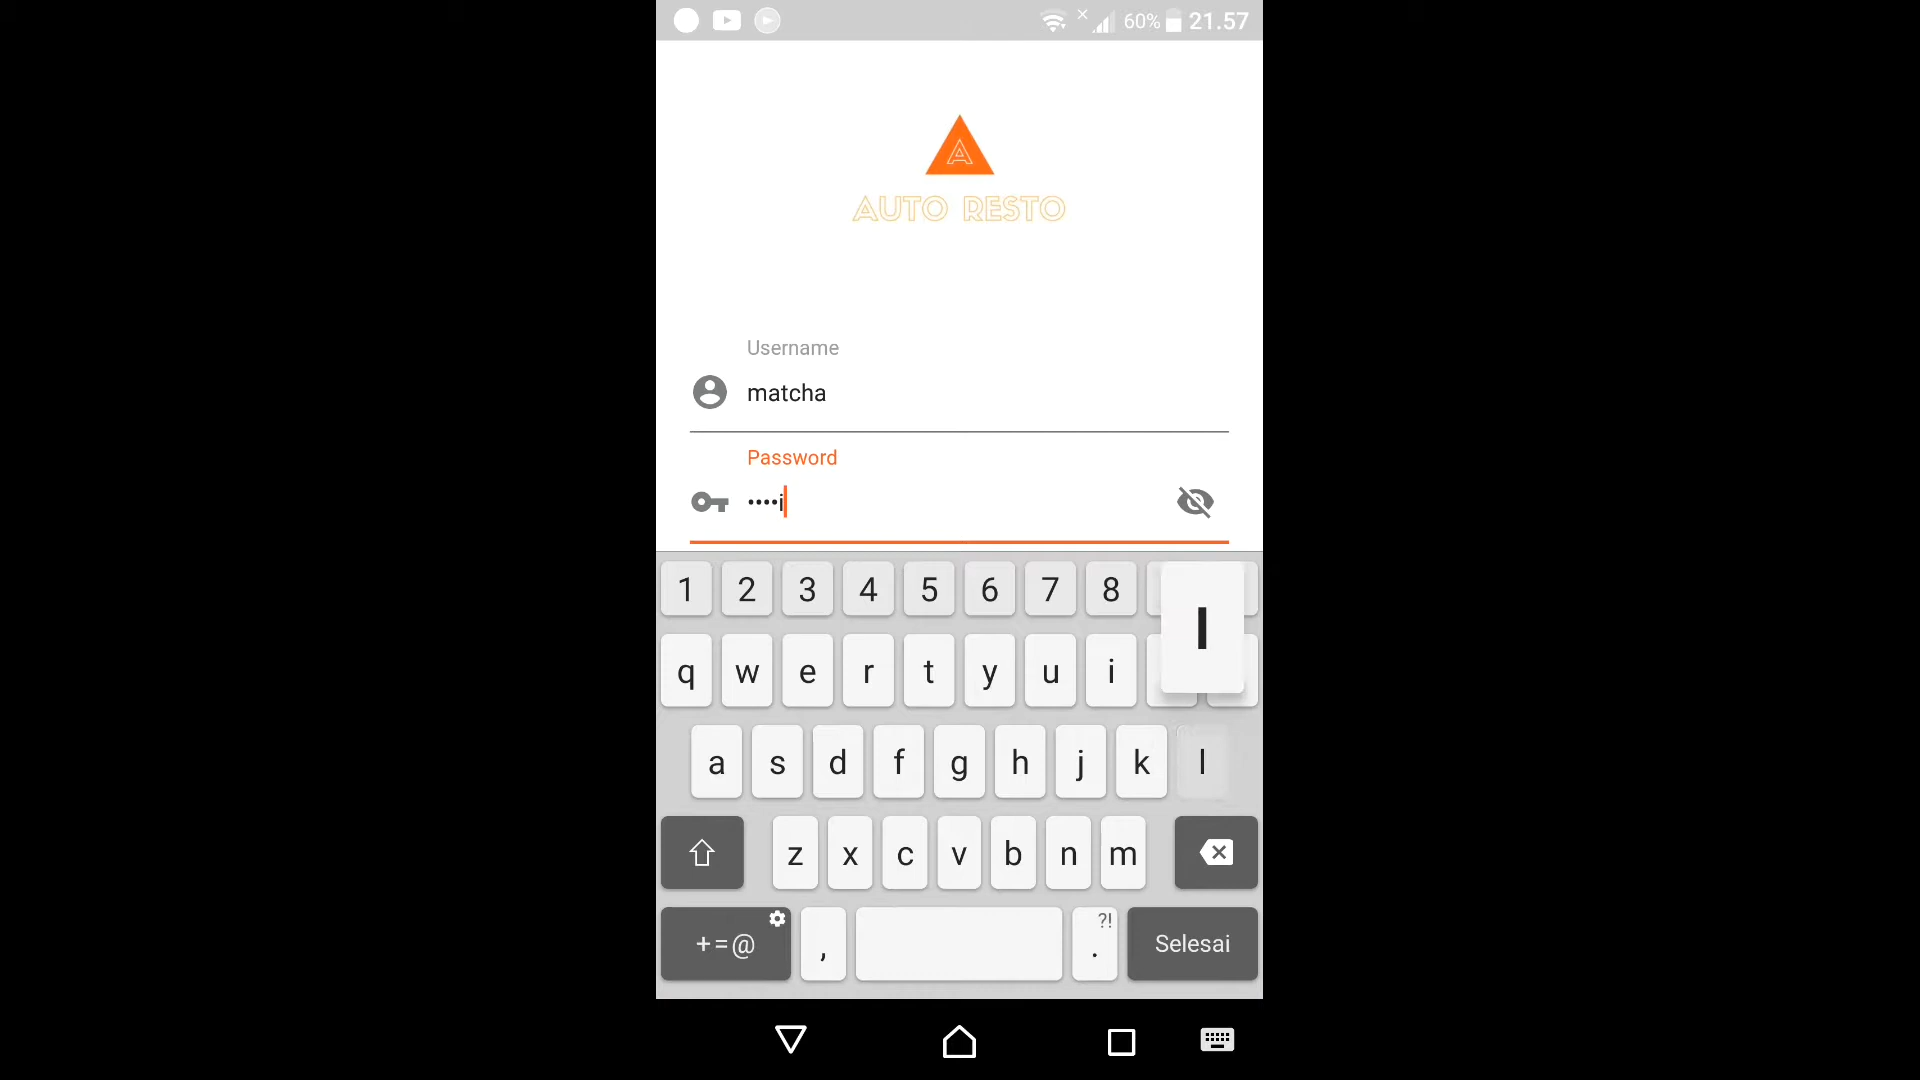 60% 21.57
A
AUTO RESTO
Username
matcha
Password
••••i
1 2 3 4 5 6 7 8
l
q w e r t y u i
a s d f g h j k l
z x c v b n m
+=@ , ?! . Selesai